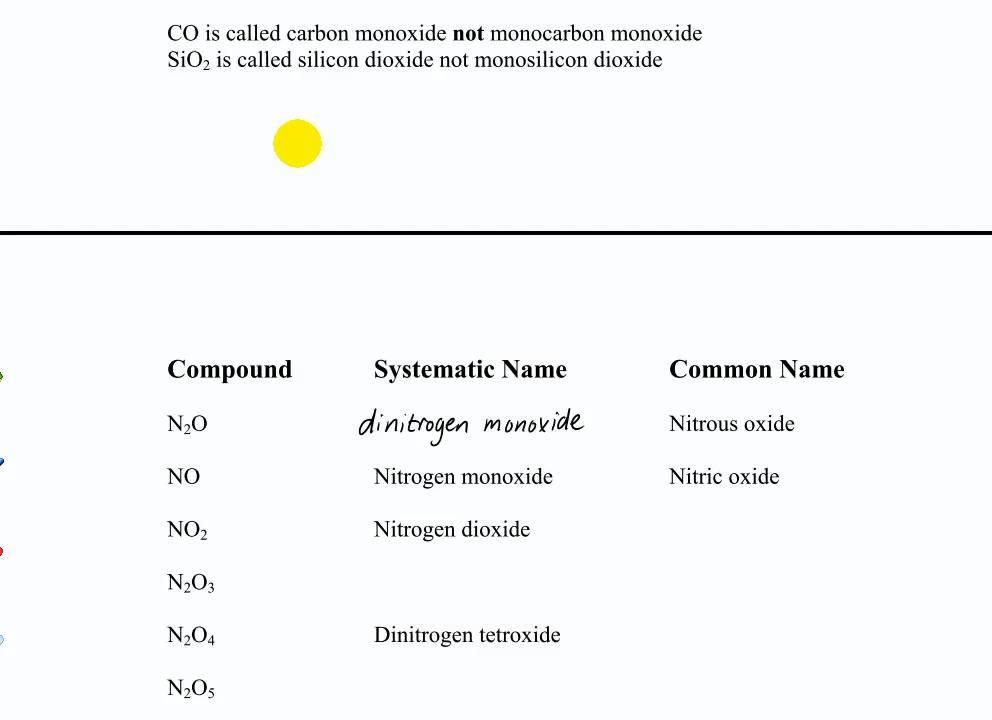 CO is called carbon monoxide not monocarbon monoxide
SiO₂ is called silicon dioxide not monosilicon dioxide
Compound Systematic Name Common Name
N₂O dinitrogen monoxide Nitrous oxide
NO Nitrogen monoxide Nitric oxide
NO₂ Nitrogen dioxide
N₂O₃
N₂O₄ Dinitrogen tetroxide
N₂O₅